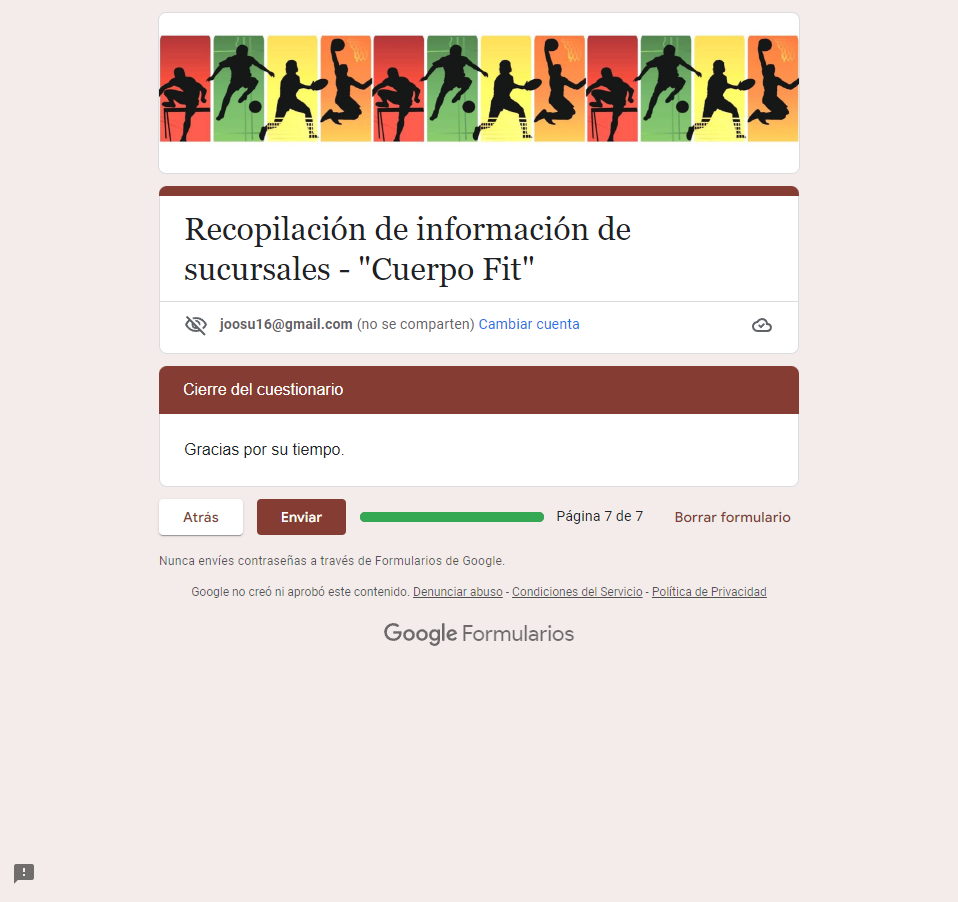 Recopilación de información de
sucursales - "Cuerpo Fit"
joosu16@gmail.com (no se comparten) Cambiar cuenta
Cierre del cuestionario
Gracias por su tiempo.
Atrás Enviar Página 7 de 7 Borrar formulario
Nunca envíes contraseñas a través de Formularios de Google.
Google no creó ni aprobó este contenido. Denunciar abuso - Condiciones del Servicio - Política de Privacidad
Google Formularios